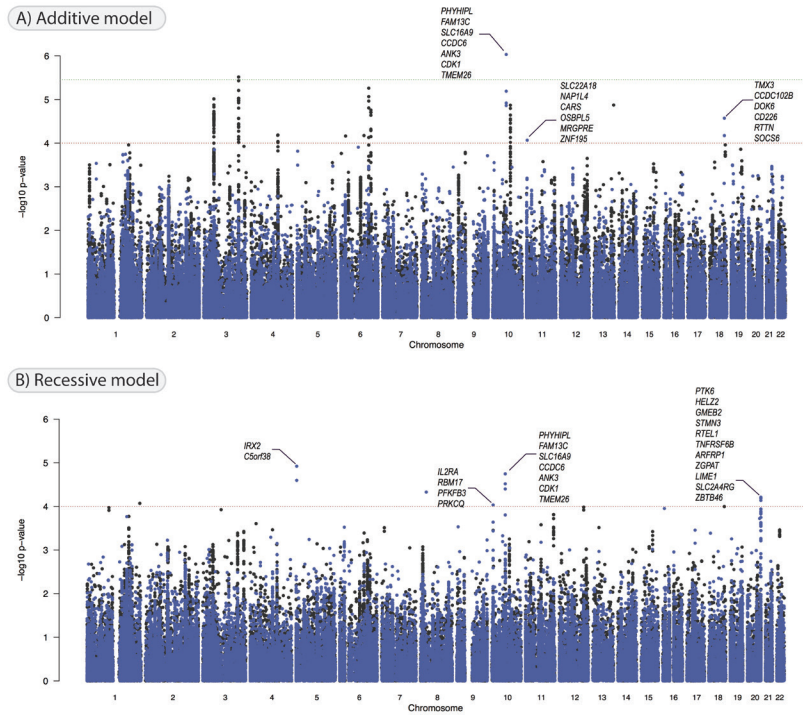 A) Additive model
PHYHIPL
FAM13C
SLC16A9
CCDC6
ANK3
CDK1
TMEM26
SLC22A18
NAP1L4
CARS
OSBPL5
MRGPRE
ZNF195
TMX3
CCDC102B
DOK6
CD226
RTTN
SOCS6
6
5
4
3
2
1
0
−log10 p−value
1 2 3 4 5 6 7 8 9 10 11 12 13 14 15 16 17 18 19 20 21 22
Chromosome
B) Recessive model
IRX2
C5orf38
IL2RA
RBM17
PFKFB3
PRKCQ
PHYHIPL
FAM13C
SLC16A9
CCDC6
ANK3
CDK1
TMEM26
PTK6
HELZ2
GMEB2
STMN3
RTEL1
TNFRSF6B
ARFRP1
ZGPAT
LIME1
SLC2A4RG
ZBTB46
6
5
4
3
2
1
0
−log10 p−value
1 2 3 4 5 6 7 8 9 10 11 12 13 14 15 16 17 18 19 20 21 22
Chromosome